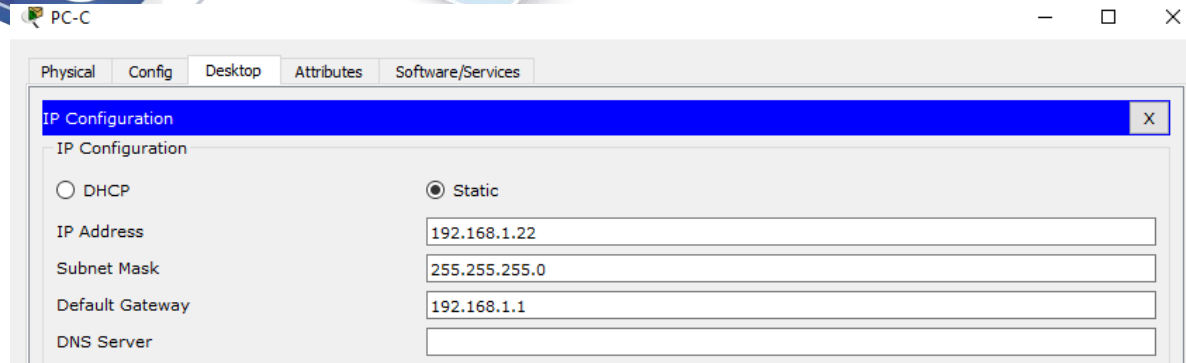 PC-C
Physical Config Desktop Attributes Software/Services
IP Configuration X
IP Configuration
DHCP Static
IP Address 192.168.1.22
Subnet Mask 255.255.255.0
Default Gateway 192.168.1.1
DNS Server